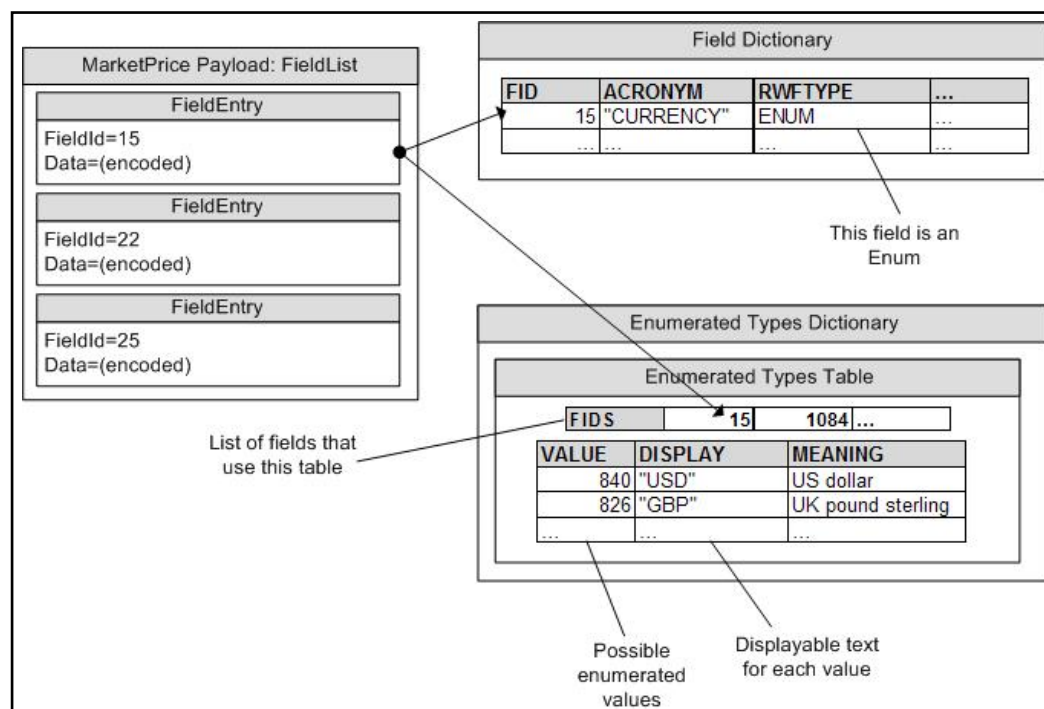 MarketPrice Payload: FieldList
FieldEntry
FieldId=15
Data=(encoded)
FieldEntry
FieldId=22
Data=(encoded)
FieldEntry
FieldId=25
Data=(encoded)
Field Dictionary
FID ACRONYM RWFTYPE ...
15 "CURRENCY" ENUM ...
... ... ... ...
This field is an
Enum
Enumerated Types Dictionary
Enumerated Types Table
FIDS 15 1084 ...
List of fields that
use this table
VALUE DISPLAY MEANING
840 "USD" US dollar
826 "GBP" UK pound sterling
... ... ...
Possible
enumerated
values
Displayable text
for each value